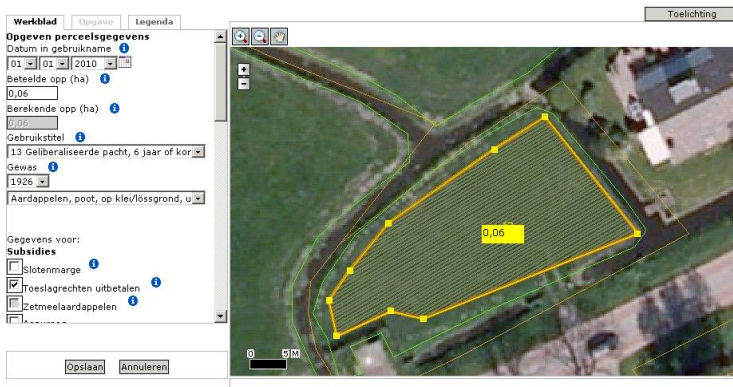 Werkblad Opgave Legenda
Toelichting
Opgeven perceelsgegevens
Datum in gebruikname
01 01 2010
Beteelde opp (ha)
0,06
Berekende opp (ha)
0,06
Gebruikstitel
13 Geliberaliseerde pacht, 6 jaar of kor
Gewas
1926
Aardappelen, poot, op klei/lössgrond, u
Gegevens voor:
Subsidies
Slotenmarge
Toeslagrechten uitbetalen
Zetmeelaardappelen
Opslaan Annuleren
0,06
0 5 M